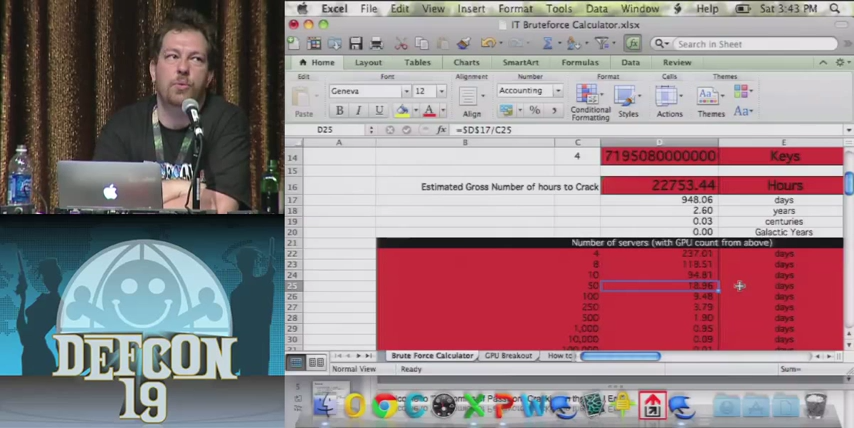 Excel File Edit View Insert Format Tools Data Window Help Sat 3:43 PM
IT Bruteforce Calculator.xlsx
Search in Sheet
Home Layout Tables Charts SmartArt Formulas Data Review
Edit Font Alignment Number Format Cells Themes
Geneva 12 Accounting
Paste B I U A % Conditional Formatting Styles Actions Themes Aa
D25 fx =$D$17/C25
A B C D E
14 4 7195080000000 Keys
15
16 Estimated Gross Number of hours to Crack 22753.44 Hours
17 948.06 days
18 2.60 years
19 0.03 centuries
20 0.00 Galactic Years
21 Number of servers (with GPU count from above)
22 4 237.01 days
23 8 118.51 days
24 10 94.81 days
25 50 18.96 days
26 100 9.48 days
27 250 3.79 days
28 500 1.90 days
29 1,000 0.95 days
30 10,000 0.09 days
Brute Force Calculator GPU Breakout How to
Normal View Ready Sum=
DEFCON
19